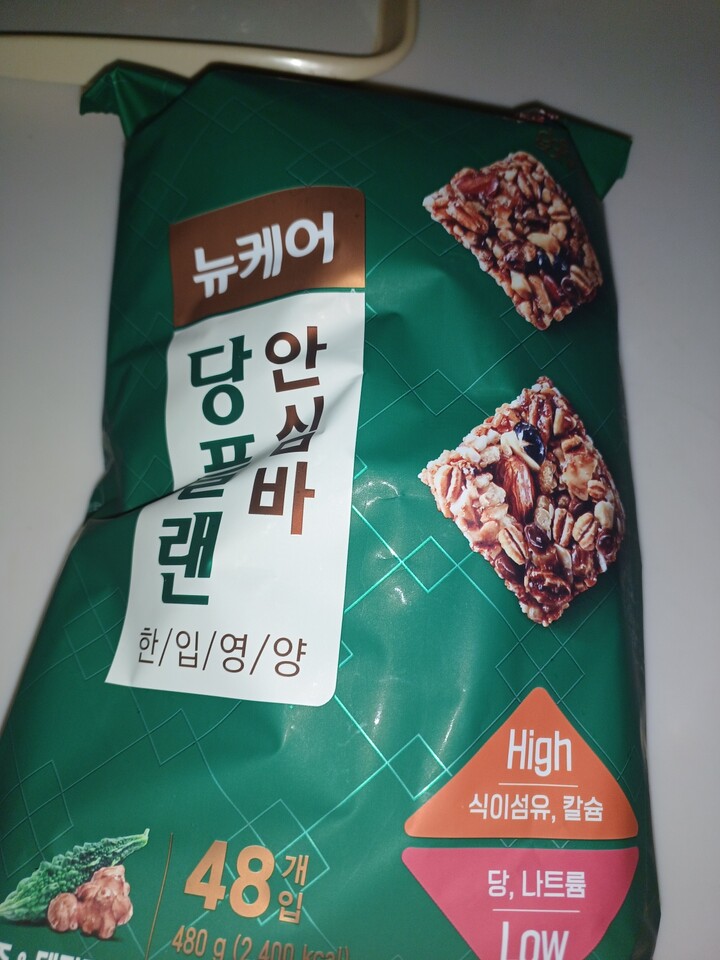 뉴케어
당플랜
안심바
한/입/영/양
High
식이섬유, 칼슘
당, 나트륨
Low
48개입
480 g (2,400 kcal)